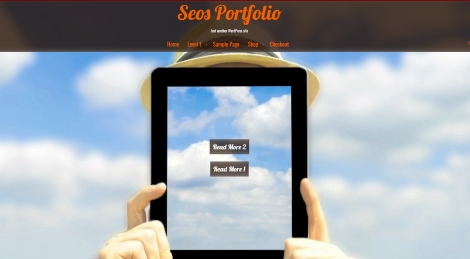 Seos Portfolio
Just another WordPress site
Home Level 1 Sample Page Shop Checkout
Read More 2
Read More 1